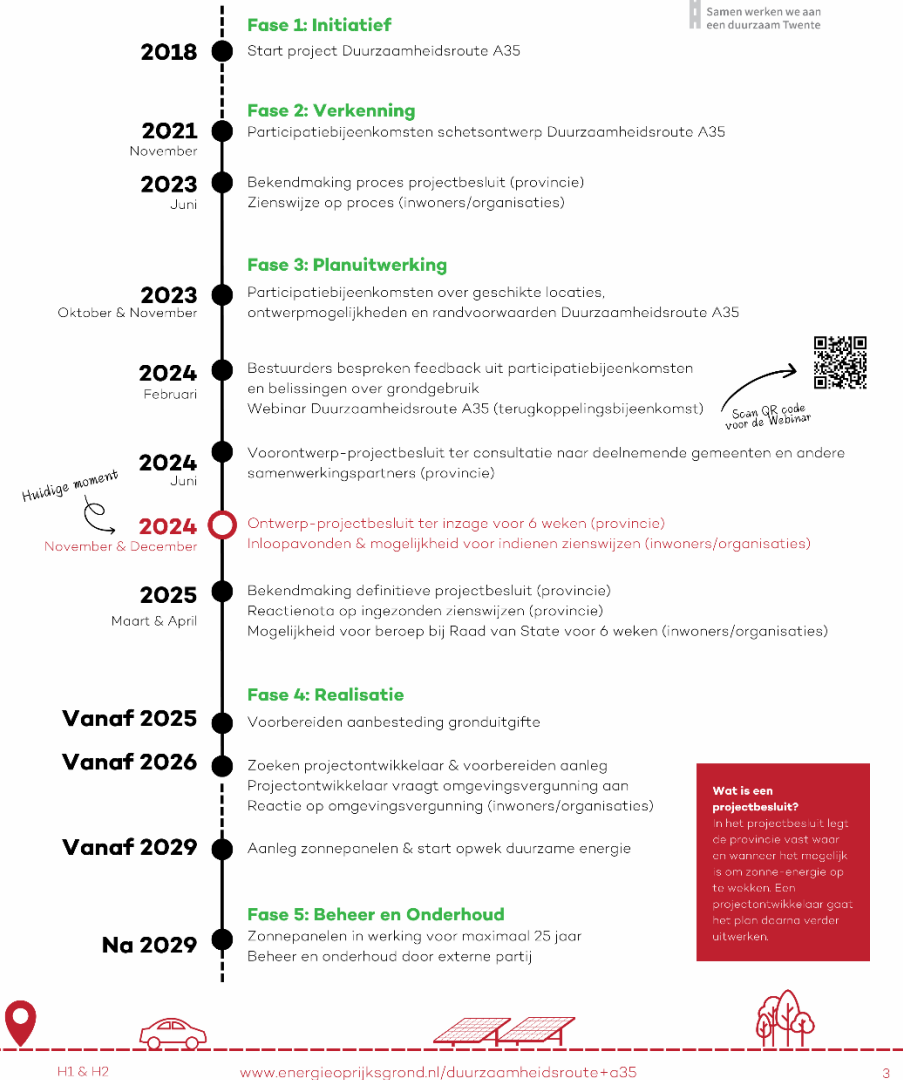 Samen werken we aan
een duurzaam Twente
Fase 1: Initiatief
2018
Start project Duurzaamheidsroute A35
Fase 2: Verkenning
2021
November
Participatiebijeenkomsten schetsontwerp Duurzaamheidsroute A35
2023
Juni
Bekendmaking proces projectbesluit (provincie)
Zienswijze op proces (inwoners/organisaties)
Fase 3: Planuitwerking
2023
Oktober & November
Participatiebijeenkomsten over geschikte locaties,
ontwerpmogelijkheden en randvoorwaarden Duurzaamheidsroute A35
2024
Februari
Bestuurders bespreken feedback uit participatiebijeenkomsten
en belissingen over grondgebruik
Webinar Duurzaamheidsroute A35 (terugkoppelingsbijeenkomst)
Scan QR code
voor de Webinar
2024
Juni
Voorontwerp-projectbesluit ter consultatie naar deelnemende gemeenten en andere
samenwerkingspartners (provincie)
Huidige moment
2024
November & December
Ontwerp-projectbesluit ter inzage voor 6 weken (provincie)
Inloopavonden & mogelijkheid voor indienen zienswijzen (inwoners/organisaties)
2025
Maart & April
Bekendmaking definitieve projectbesluit (provincie)
Reactienota op ingezonden zienswijzen (provincie)
Mogelijkheid voor beroep bij Raad van State voor 6 weken (inwoners/organisaties)
Fase 4: Realisatie
Vanaf 2025
Voorbereiden aanbesteding gronduitgifte
Vanaf 2026
Zoeken projectontwikkelaar & voorbereiden aanleg
Projectontwikkelaar vraagt omgevingsvergunning aan
Reactie op omgevingsvergunning (inwoners/organisaties)
Vanaf 2029
Aanleg zonnepanelen & start opwek duurzame energie
Fase 5: Beheer en Onderhoud
Na 2029
Zonnepanelen in werking voor maximaal 25 jaar
Beheer en onderhoud door externe partij
Wat is een
projectbesluit?
In het projectbesluit legt
de provincie vast waar
en wanneer het mogelijk
is om zonne-energie op
te wekken. Een
projectontwikkelaar gaat
het plan daarna verder
uitwerken.
H1 & H2
www.energieoprijksgrond.nl/duurzaamheidsroute+a35
3